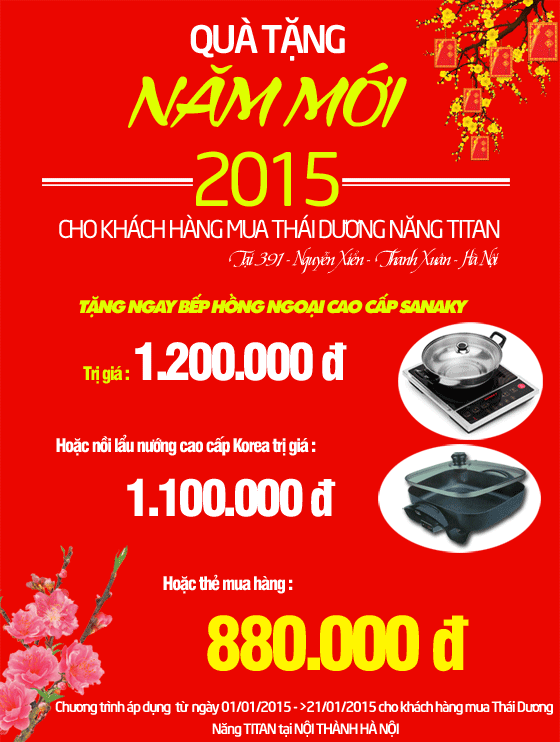 QUÀ TẶNG
NĂM MỚI
2015
CHO KHÁCH HÀNG MUA THÁI DƯƠNG NĂNG TITAN
Tại 391 - Nguyễn Xiển - Thanh Xuân - Hà Nội
TẶNG NGAY BẾP HỒNG NGOẠI CAO CẤP SANAKY
Trị giá : 1.200.000 đ
Hoặc nồi lẩu nướng cao cấp Korea trị giá :
1.100.000 đ
Hoặc thẻ mua hàng :
880.000 đ
Chương trình áp dụng từ ngày 01/01/2015 - >21/01/2015 cho khách hàng mua Thái Dương
Năng TITAN tại NỘI THÀNH HÀ NỘI